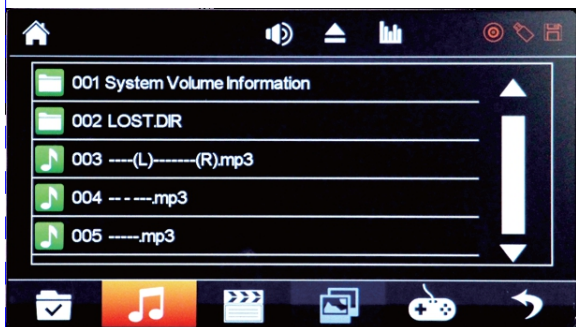 001 System Volume Information
002 LOST.DIR
003 ----(L)-------(R).mp3
004 -- - ---.mp3
005 -----.mp3